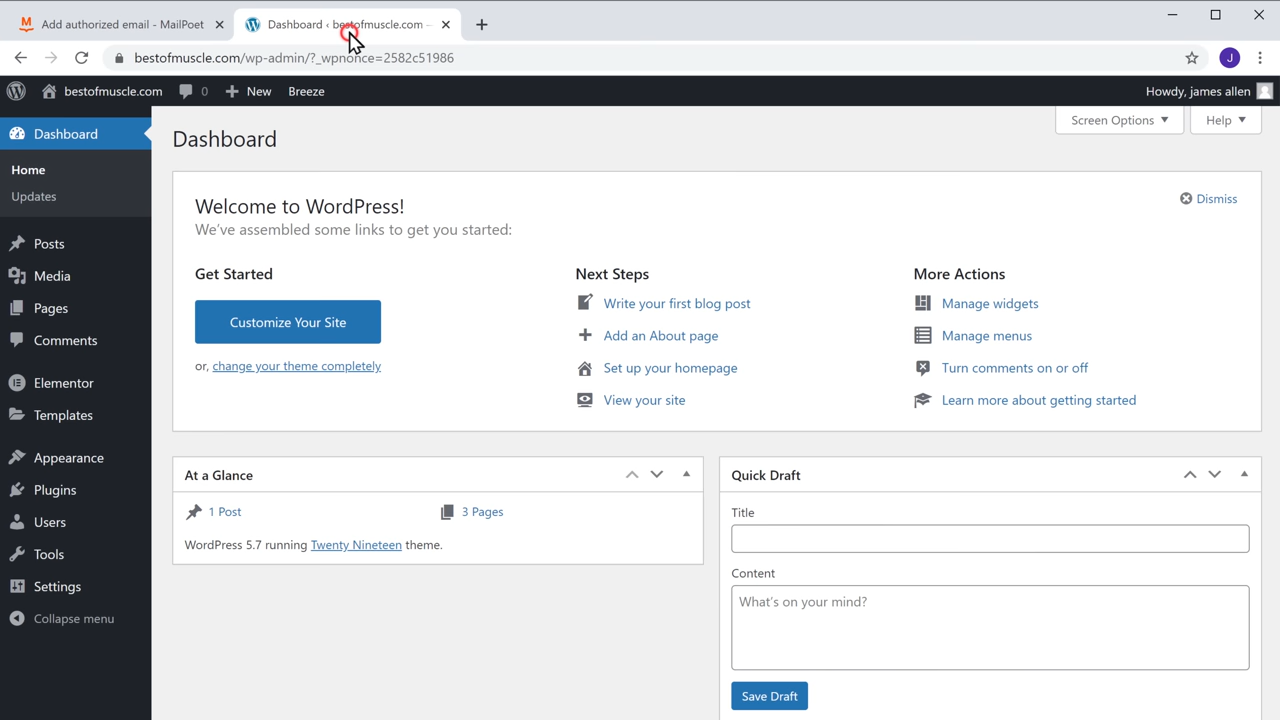 Add authorized email - MailPoet
Dashboard ‹ bestofmuscle.com –
bestofmuscle.com/wp-admin/?_wpnonce=2582c51986
J
bestofmuscle.com
0
New
Breeze
Howdy, james allen
Dashboard
Home
Updates
Posts
Media
Pages
Comments
Elementor
Templates
Appearance
Plugins
Users
Tools
Settings
Collapse menu
Screen Options
Help
Dashboard
Welcome to WordPress!
We've assembled some links to get you started:
Dismiss
Get Started
Customize Your Site
or, change your theme completely
Next Steps
Write your first blog post
Add an About page
Set up your homepage
View your site
More Actions
Manage widgets
Manage menus
Turn comments on or off
Learn more about getting started
At a Glance
1 Post
3 Pages
WordPress 5.7 running Twenty Nineteen theme.
Quick Draft
Title
Content
What's on your mind?
Save Draft